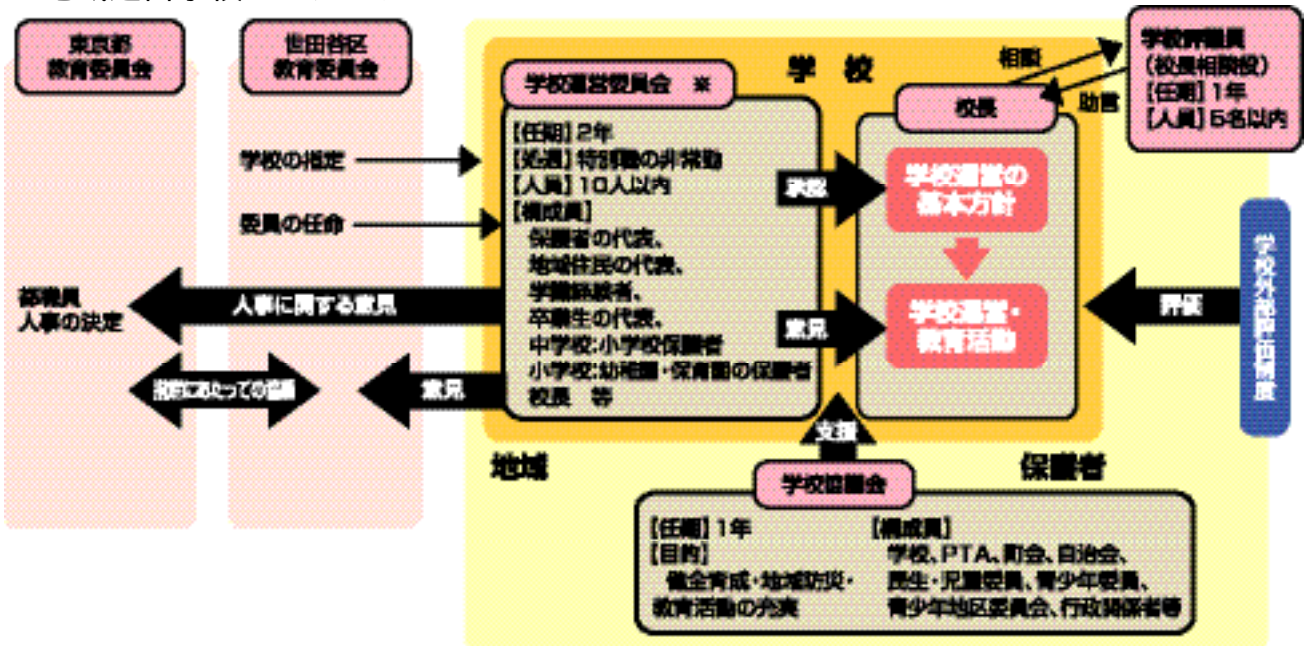 東京都
教育委員会
世田谷区
教育委員会
学校の指定
委員の任命
都職員
人事の決定
人事に関する意見
指定にあたっての協議
意見
学校
学校運営委員会 ※
【任期】2年
【処遇】特別職の非常勤
【人員】10人以内
【構成員】
保護者の代表、
地域住民の代表、
学識経験者、
卒業生の代表、
中学校:小学校保護者
小学校:幼稚園・保育園の保護者
校長 等
承認
意見
校長
学校運営の
基本方針
学校運営・
教育活動
相談
助言
学校評議員
(校長相談役)
【任期】1年
【人員】5名以内
評価
学校外部評価制度
地域
支援
保護者
学校協議会
【任期】1年
【目的】
健全育成・地域防災・
教育活動の充実
【構成員】
学校、PTA、町会、自治会、
民生・児童委員、青少年委員、
青少年地区委員会、行政関係者等